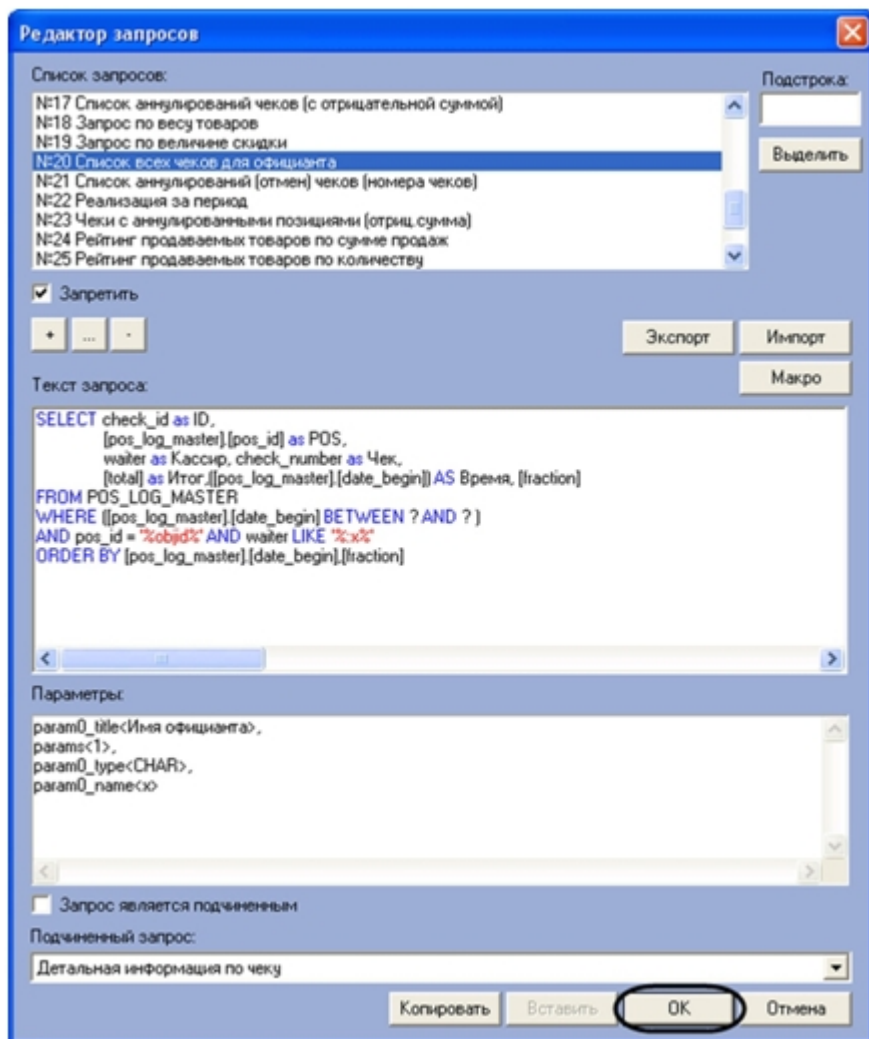 Редактор запросов
Список запросов:
Подстрока:
№17 Список аннулирований чеков (с отрицательной суммой)
№18 Запрос по весу товаров
№19 Запрос по величине скидки
№20 Список всех чеков для официанта
№21 Список аннулирований (отмен) чеков (номера чеков)
№22 Реализация за период
№23 Чеки с аннулированными позициями (отриц.сумма)
№24 Рейтинг продаваемых товаров по сумме продаж
№25 Рейтинг продаваемых товаров по количеству
Выделить
Запретить
+ ... - Экспорт Импорт
Макро
Текст запроса:
SELECT check_id as ID,
[pos_log_master].[pos_id] as POS,
waiter as Кассир, check_number as Чек,
[total] as Итог,([pos_log_master].[date_begin]) AS Время, [fraction]
FROM POS_LOG_MASTER
WHERE ([pos_log_master].[date_begin] BETWEEN ? AND ? )
AND pos_id = '%objid%' AND waiter LIKE '%:x%'
ORDER BY [pos_log_master].[date_begin],[fraction]
Параметры:
param0_title<Имя официанта>,
params<1>,
param0_type<CHAR>,
param0_name<x>
Запрос является подчиненным
Подчиненный запрос:
Детальная информация по чеку
Копировать Вставить OK Отмена